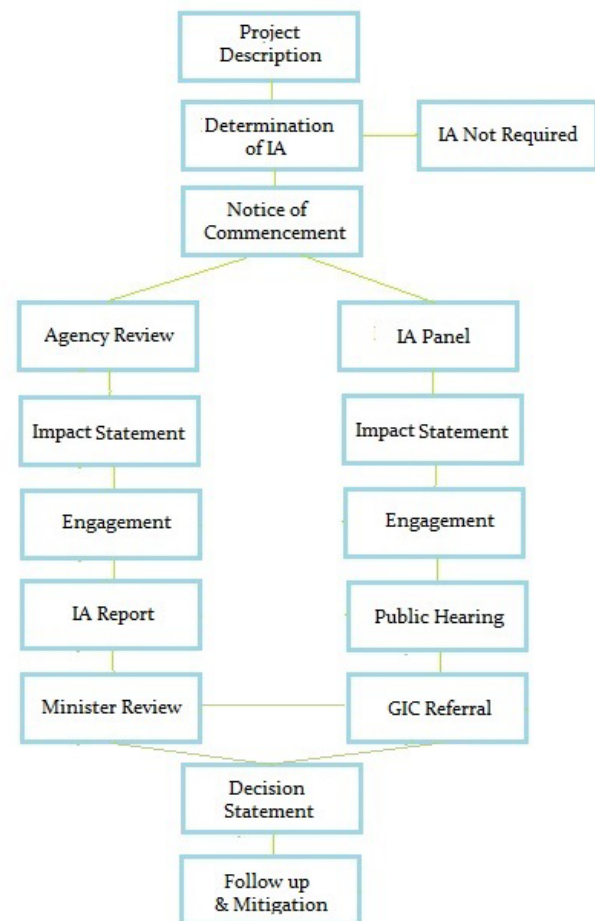 Project
Description
Determination
of IA
IA Not Required
Notice of
Commencement
Agency Review
IA Panel
Impact Statement
Impact Statement
Engagement
Engagement
IA Report
Public Hearing
Minister Review
GIC Referral
Decision
Statement
Follow up
& Mitigation